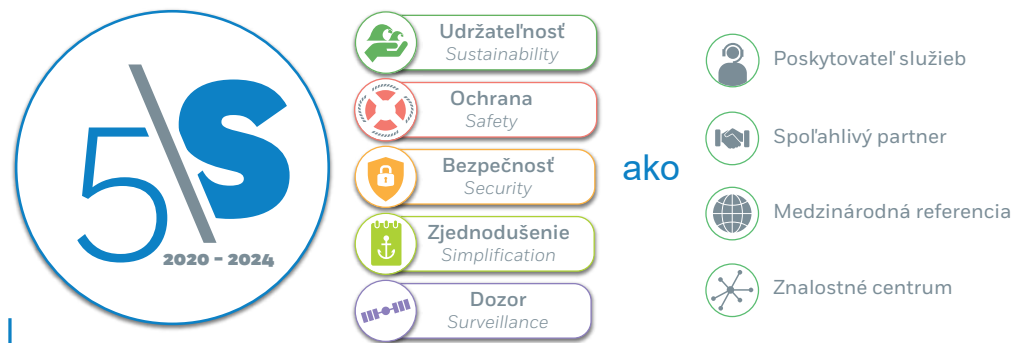 5\S
2020 - 2024
Udržateľnosť
Sustainability
Ochrana
Safety
Bezpečnosť
Security
Zjednodušenie
Simplification
Dozor
Surveillance
ako
Poskytovateľ služieb
Spoľahlivý partner
Medzinárodná referencia
Znalostné centrum